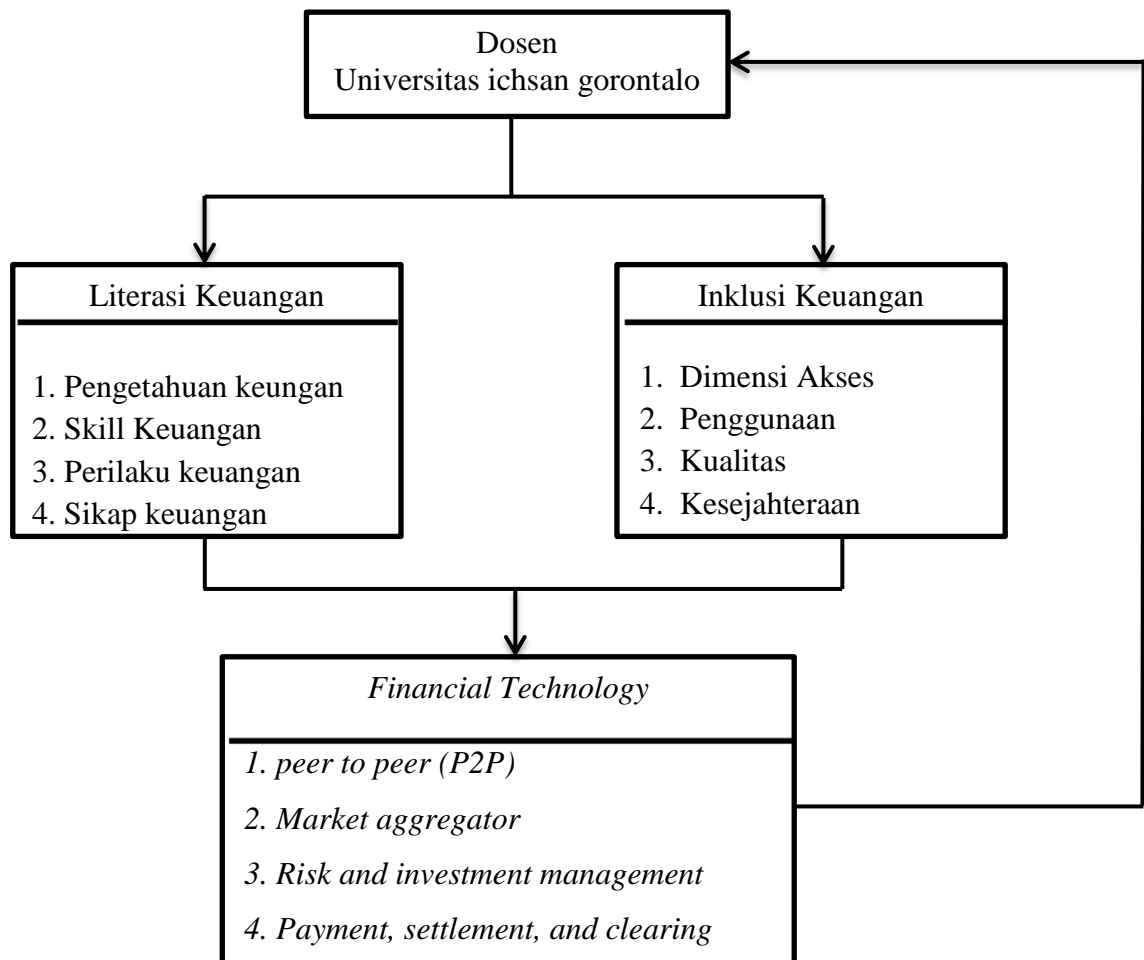 Dosen
Universitas ichsan gorontalo
Literasi Keuangan
1. Pengetahuan keungan
2. Skill Keuangan
3. Perilaku keuangan
4. Sikap keuangan
Inklusi Keuangan
1. Dimensi Akses
2. Penggunaan
3. Kualitas
4. Kesejahteraan
Financial Technology
1. peer to peer (P2P)
2. Market aggregator
3. Risk and investment management
4. Payment, settlement, and clearing